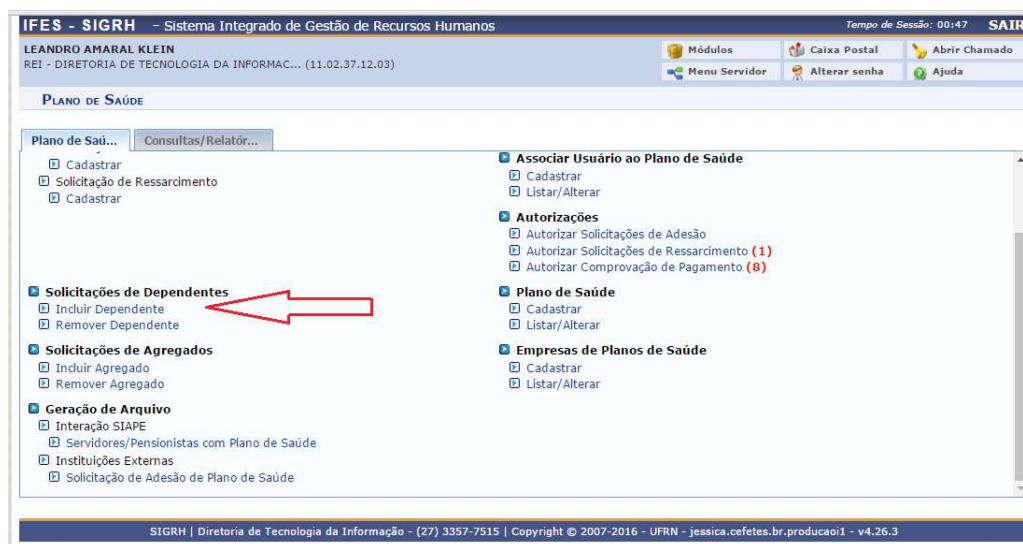 IFES - SIGRH - Sistema Integrado de Gestão de Recursos Humanos
Tempo de Sessão: 00:47 SAIR
LEANDRO AMARAL KLEIN
REI - DIRETORIA DE TECNOLOGIA DA INFORMAC... (11.02.37.12.03)
Módulos
Caixa Postal
Abrir Chamado
Menu Servidor
Alterar senha
Ajuda
PLANO DE SAÚDE
Plano de Saú...
Consultas/Relatór...
Cadastrar
Solicitação de Ressarcimento
Cadastrar
Solicitações de Dependentes
Incluir Dependente
Remover Dependente
Solicitações de Agregados
Incluir Agregado
Remover Agregado
Geração de Arquivo
Interação SIAPE
Servidores/Pensionistas com Plano de Saúde
Instituições Externas
Solicitação de Adesão de Plano de Saúde
Associar Usuário ao Plano de Saúde
Cadastrar
Listar/Alterar
Autorizações
Autorizar Solicitações de Adesão
Autorizar Solicitações de Ressarcimento (1)
Autorizar Comprovação de Pagamento (8)
Plano de Saúde
Cadastrar
Listar/Alterar
Empresas de Planos de Saúde
Cadastrar
Listar/Alterar
SIGRH | Diretoria de Tecnologia da Informação - (27) 3357-7515 | Copyright © 2007-2016 - UFRN - jessica.cefetes.br.producaoi1 - v4.26.3